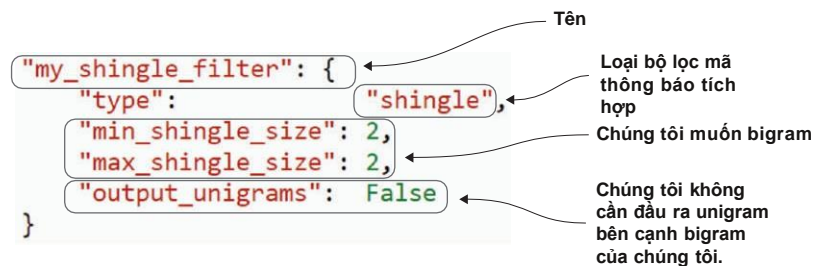 Tên
"my_shingle_filter": {
"type": "shingle",
"min_shingle_size": 2,
"max_shingle_size": 2,
"output_unigrams": False
}
Loại bộ lọc mã
thông báo tích
hợp
Chúng tôi muốn bigram
Chúng tôi không
cần đầu ra unigram
bên cạnh bigram
của chúng tôi.